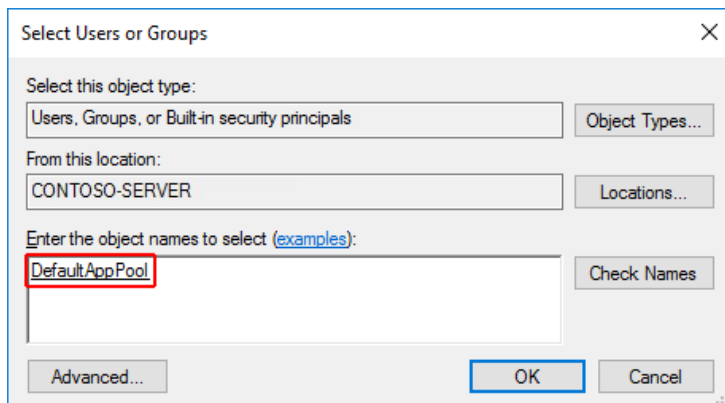 Select Users or Groups
Select this object type:
Users, Groups, or Built-in security principals
Object Types...
From this location:
CONTOSO-SERVER
Locations...
Enter the object names to select (examples):
DefaultAppPool
Check Names
Advanced...
OK
Cancel